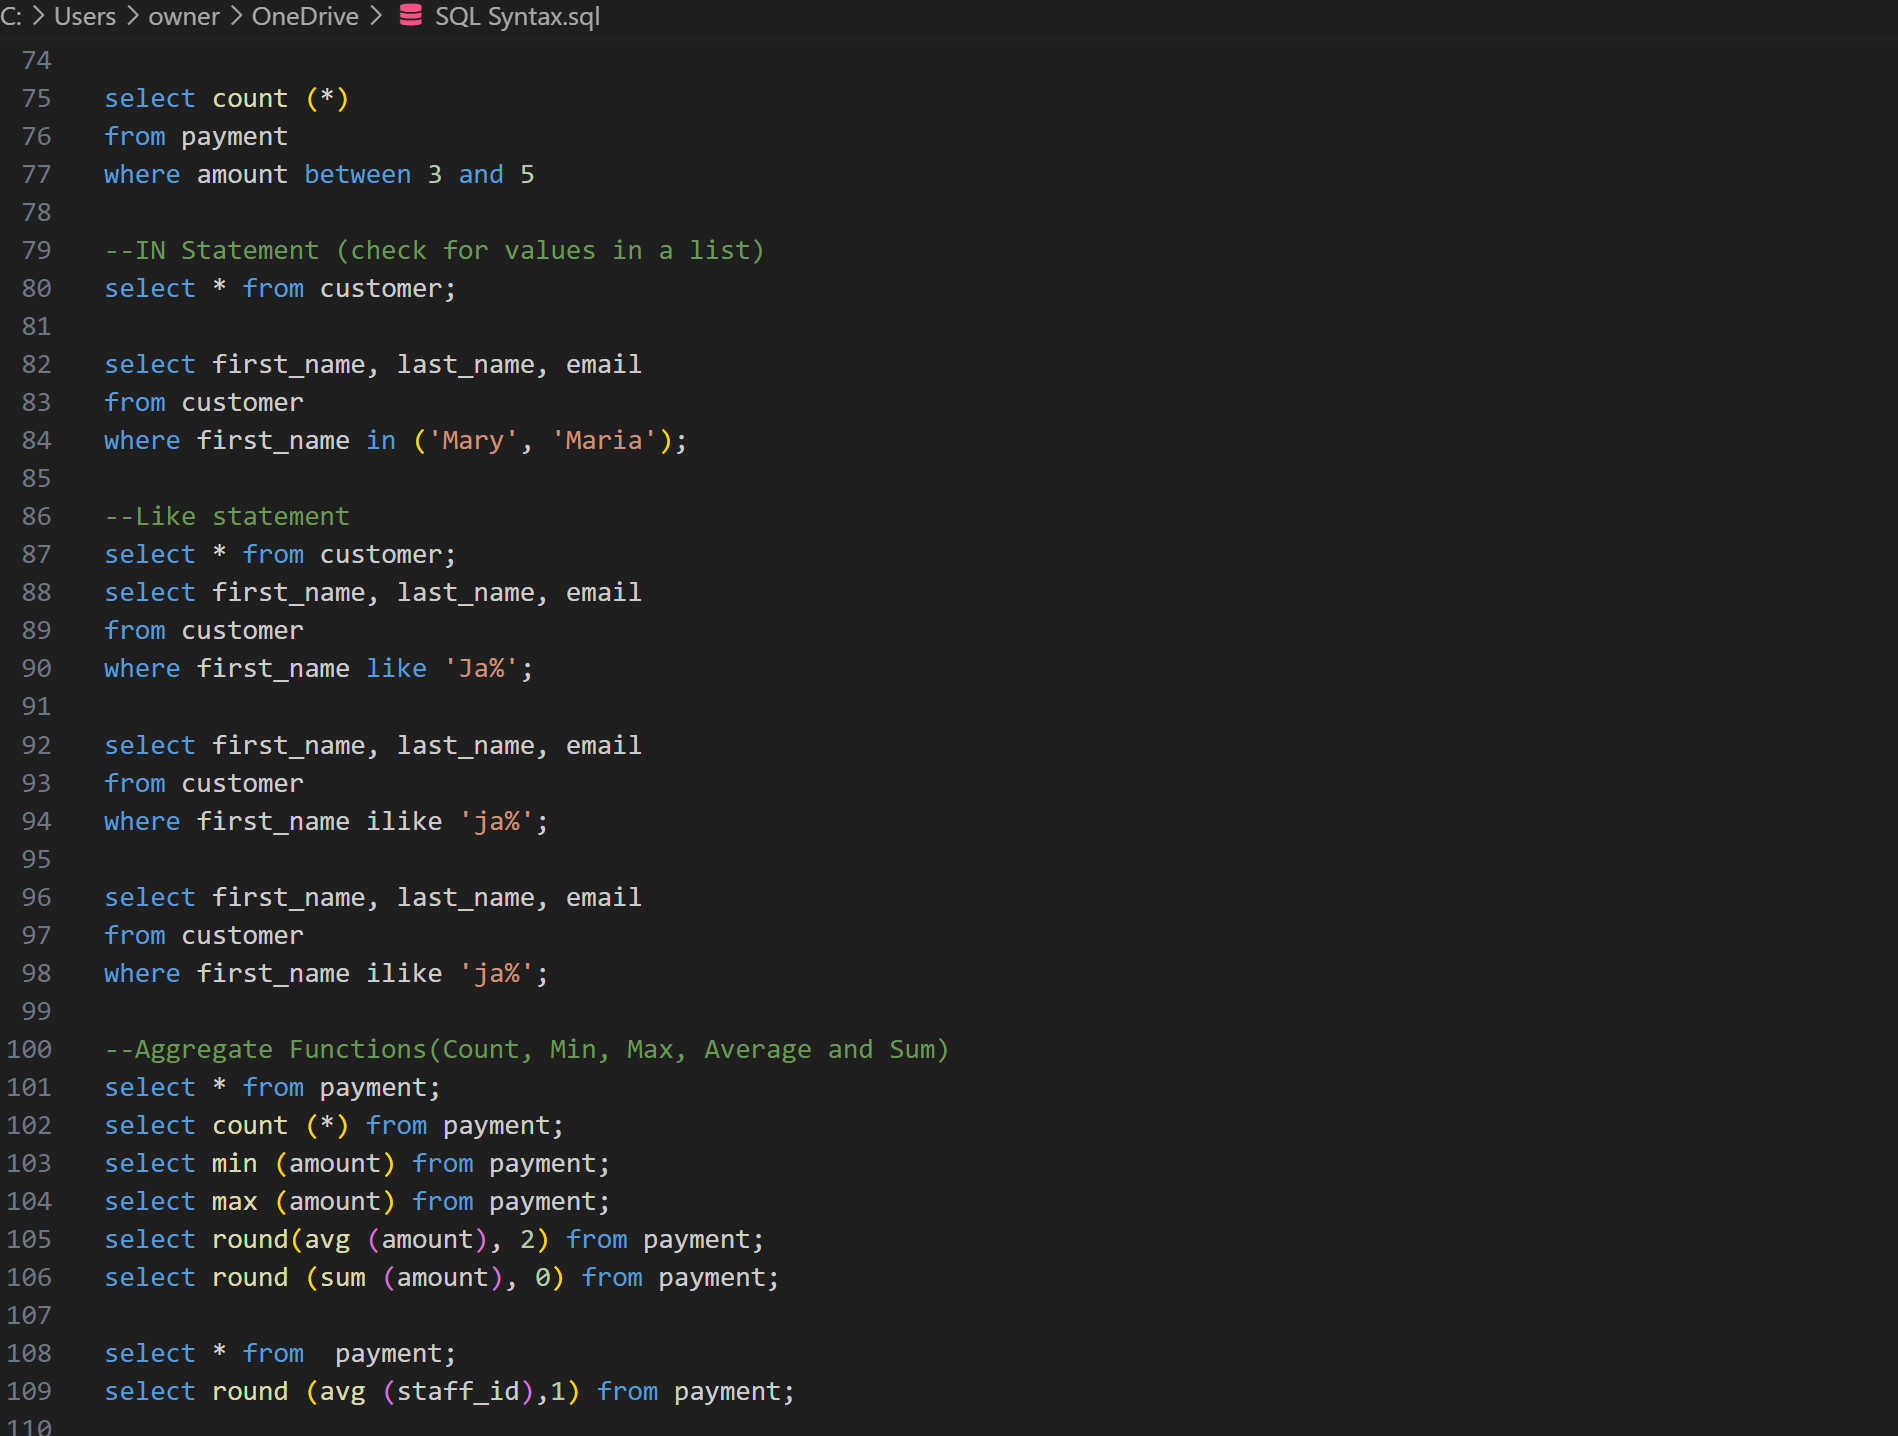 C: > Users > owner > OneDrive > SQL Syntax.sql
74
75 select count (*)
76 from payment
77 where amount between 3 and 5
78
79 --IN Statement (check for values in a list)
80 select * from customer;
81
82 select first_name, last_name, email
83 from customer
84 where first_name in ('Mary', 'Maria');
85
86 --Like statement
87 select * from customer;
88 select first_name, last_name, email
89 from customer
90 where first_name like 'Ja%';
91
92 select first_name, last_name, email
93 from customer
94 where first_name ilike 'ja%';
95
96 select first_name, last_name, email
97 from customer
98 where first_name ilike 'ja%';
99
100 --Aggregate Functions(Count, Min, Max, Average and Sum)
101 select * from payment;
102 select count (*) from payment;
103 select min (amount) from payment;
104 select max (amount) from payment;
105 select round(avg (amount), 2) from payment;
106 select round (sum (amount), 0) from payment;
107
108 select * from  payment;
109 select round (avg (staff_id),1) from payment;
110